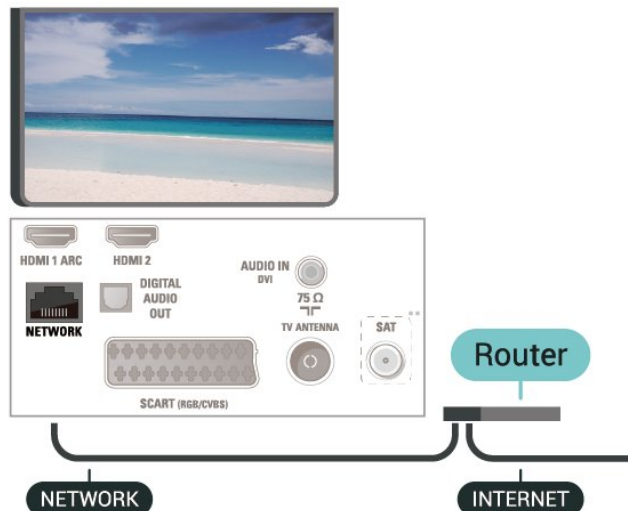 HDMI 1 ARC
HDMI 2
NETWORK
DIGITAL
AUDIO
OUT
AUDIO IN
DVI
75 Ω
TV ANTENNA
SAT
SCART (RGB/CVBS)
Router
NETWORK
INTERNET